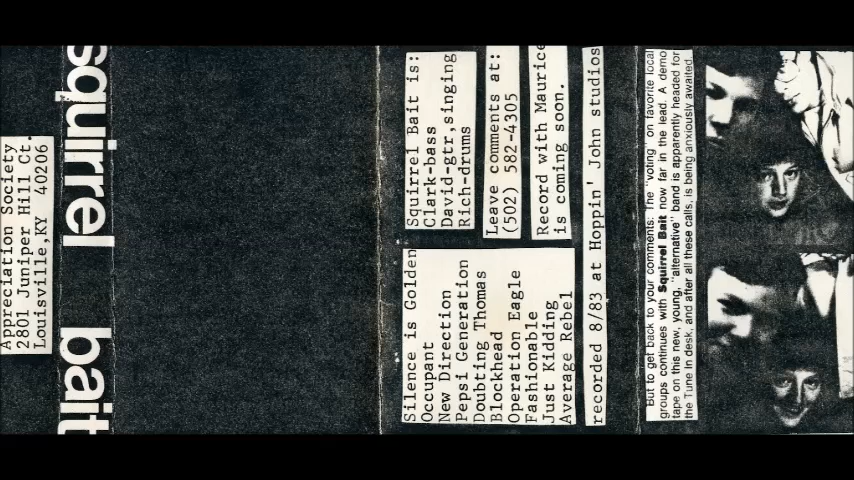 Appreciation Society
2801 Juniper Hill Ct.
Louisville,KY 40206
squirrel bait
Squirrel Bait is:
Clark-bass
David-gtr,singing
Rich-drums
Leave comments at:
(502) 582-4305
Record with Maurice
is coming soon.
Silence is Golden
Occupant
New Direction
Pepsi Generation
Doubting Thomas
Blockhead
Operation Eagle
Fashionable
Just Kidding
Average Rebel
recorded 8/83 at Hoppin' John studios
But to get back to your comments: The "voting" on favorite local
groups continues with Squirrel Bait now far in the lead. A demo
tape on this new, young, "alternative" band is apparently headed for
the Tune In desk, and after all these calls, is being anxiously awaited.